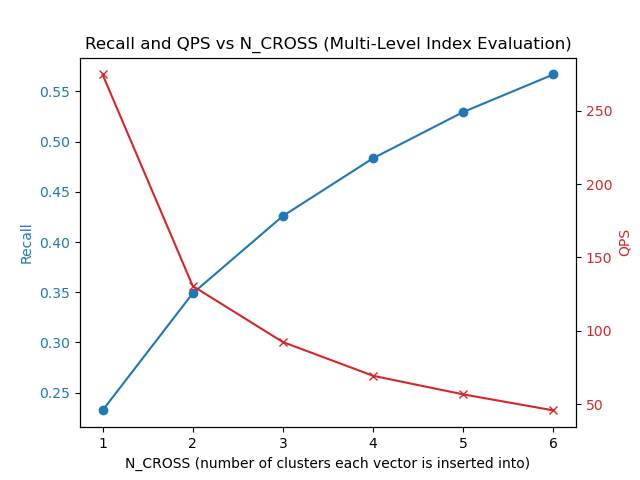 Recall and QPS vs N_CROSS (Multi-Level Index Evaluation)
0.55
0.50
0.45
0.40
0.35
0.30
0.25
Recall
250
200
150
100
50
QPS
1 2 3 4 5 6
N_CROSS (number of clusters each vector is inserted into)